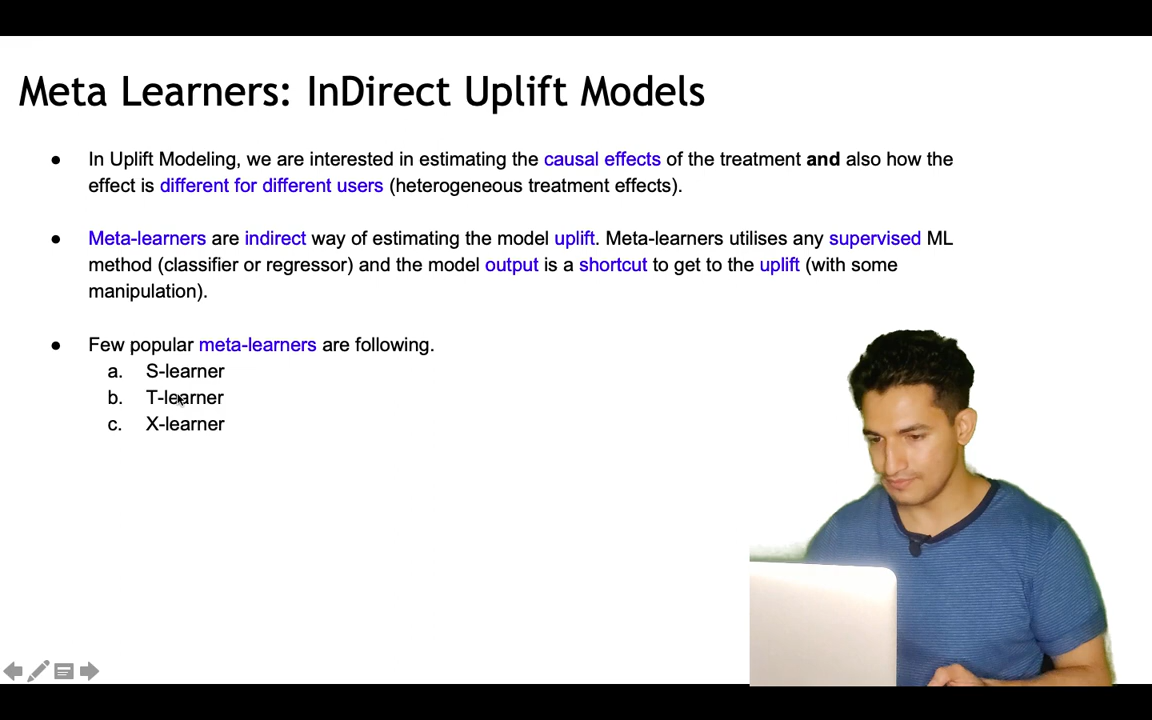 Meta Learners: InDirect Uplift Models
● In Uplift Modeling, we are interested in estimating the causal effects of the treatment and also how the
effect is different for different users (heterogeneous treatment effects).
● Meta-learners are indirect way of estimating the model uplift. Meta-learners utilises any supervised ML
method (classifier or regressor) and the model output is a shortcut to get to the uplift (with some
manipulation).
● Few popular meta-learners are following.
a. S-learner
b. T-learner
c. X-learner